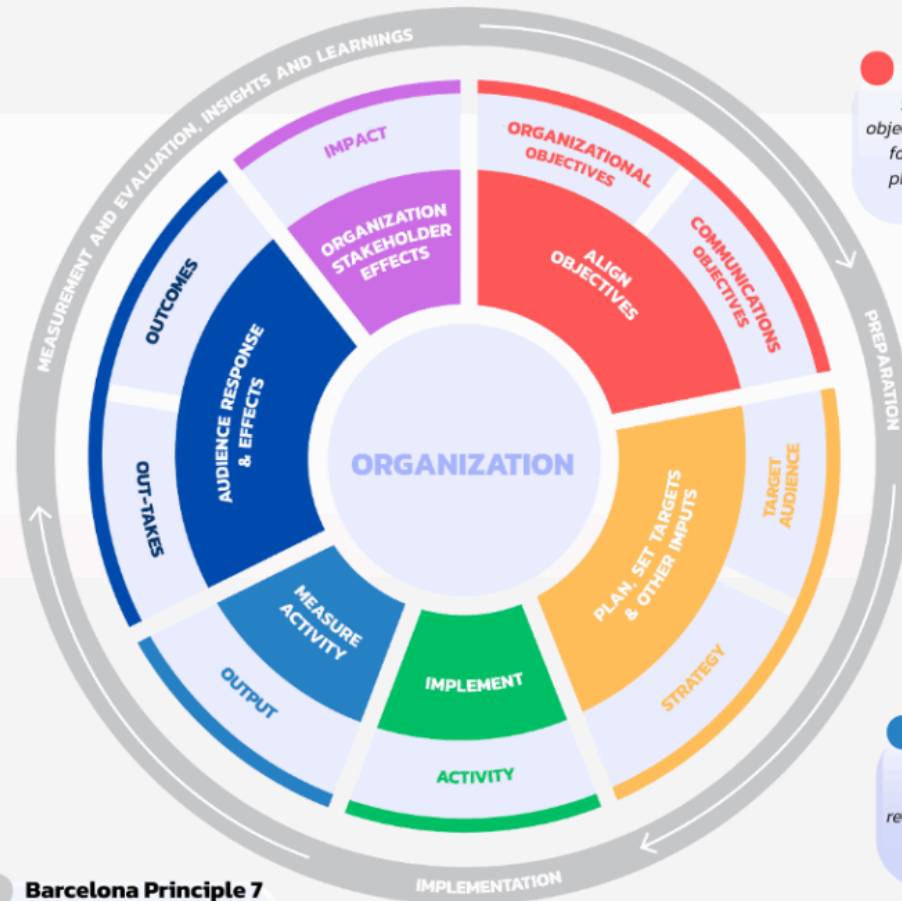 MEASUREMENT AND EVALUATION, INSIGHTS AND LEARNINGS
PREPARATION
IMPLEMENTATION
ORGANIZATIONAL
OBJECTIVES
COMMUNICATIONS
OBJECTIVES
ALIGN
OBJECTIVES
TARGET
AUDIENCE
STRATEGY
PLAN, SET TARGETS
& OTHER IMPUTS
IMPLEMENT
ACTIVITY
MEASURE
ACTIVITY
OUTPUT
OUT-TAKES
OUTCOMES
AUDIENCE RESPONSE
& EFFECTS
IMPACT
ORGANIZATION
STAKEHOLDER
EFFECTS
ORGANIZATION
Barcelona Principle 7